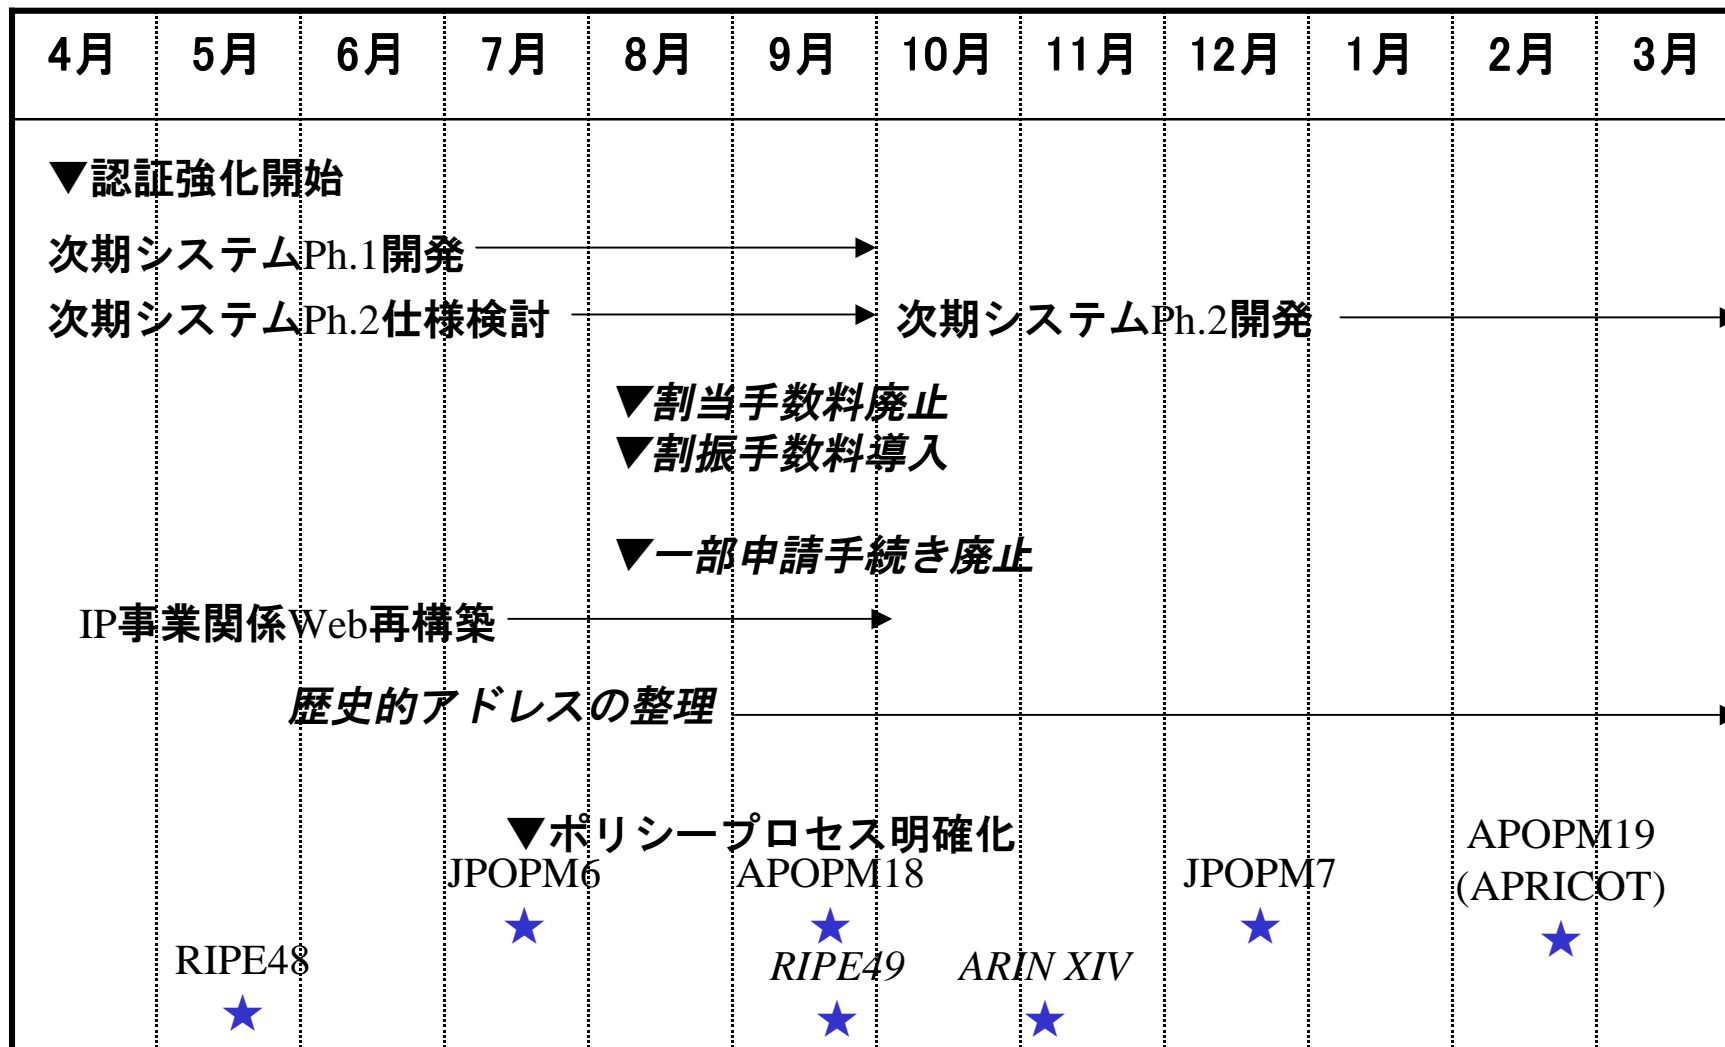 4月 5月 6月 7月 8月 9月 10月 11月 12月 1月 2月 3月
▼認証強化開始
次期システムPh.1開発
次期システムPh.2仕様検討 次期システムPh.2開発
▼割当手数料廃止
▼割振手数料導入
▼一部申請手続き廃止
IP事業関係Web再構築
歴史的アドレスの整理
▼ポリシープロセス明確化
APOPM19
JPOPM6 APOPM18 JPOPM7 (APRICOT)
RIPE48 RIPE49 ARIN XIV